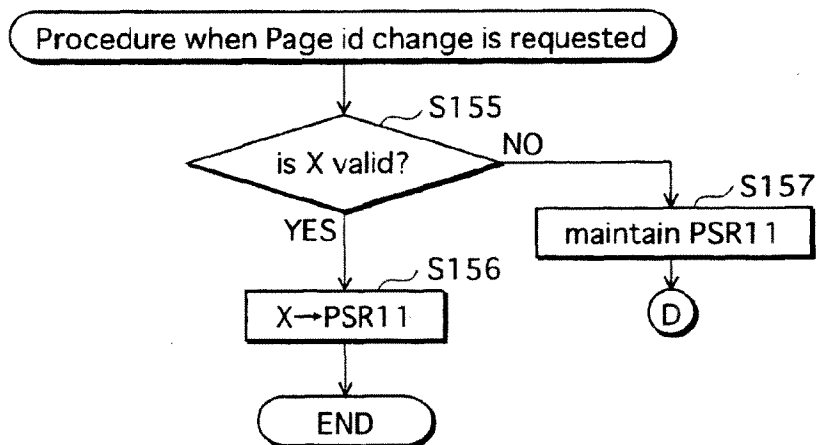 Procedure when Page id change is requested
S155
is X valid?
NO
S157
YES
maintain PSR11
S156
X→PSR11
D
END